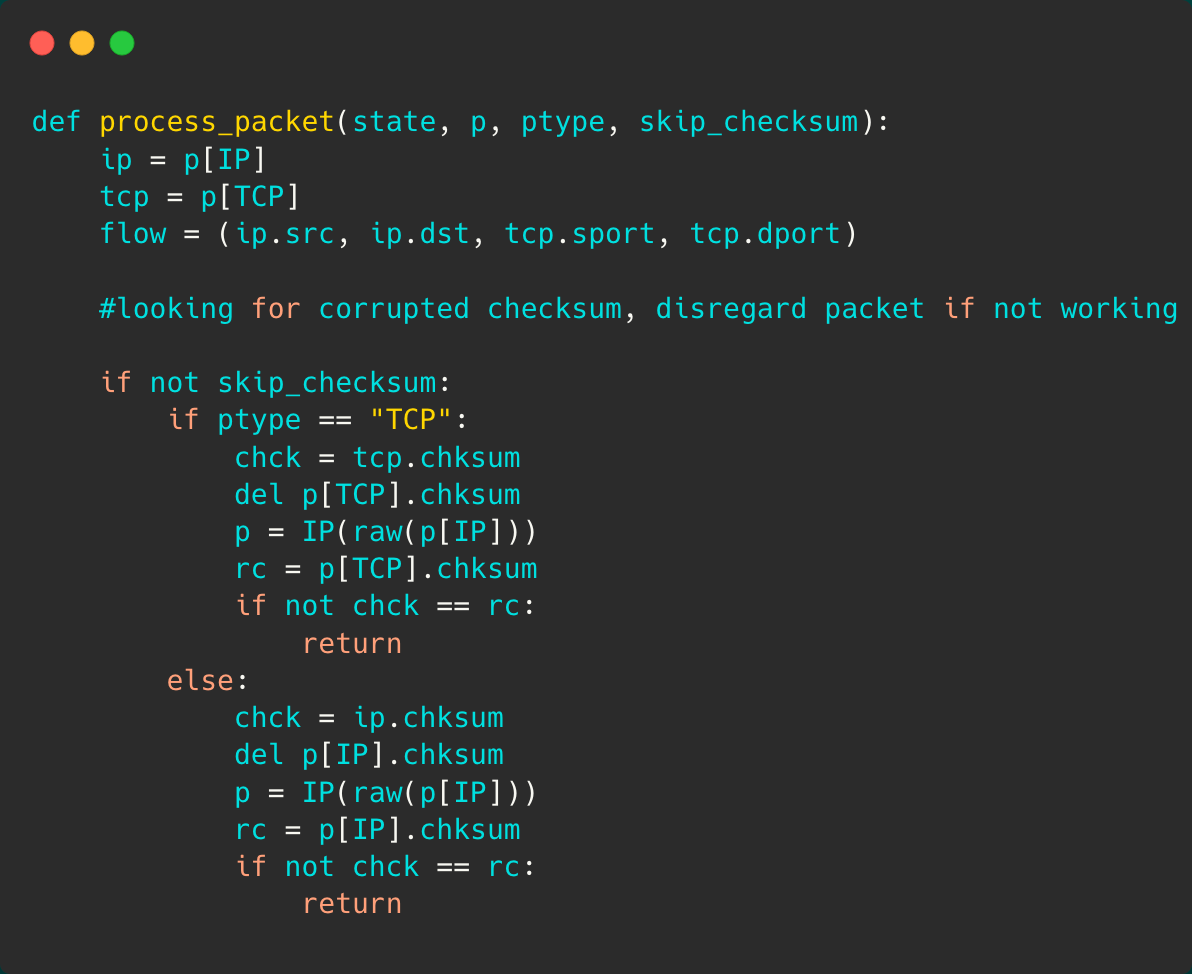 def process_packet(state, p, ptype, skip_checksum):
    ip = p[IP]
    tcp = p[TCP]
    flow = (ip.src, ip.dst, tcp.sport, tcp.dport)

    #looking for corrupted checksum, disregard packet if not working

    if not skip_checksum:
        if ptype == "TCP":
            chck = tcp.chksum
            del p[TCP].chksum
            p = IP(raw(p[IP]))
            rc = p[TCP].chksum
            if not chck == rc:
                return
        else:
            chck = ip.chksum
            del p[IP].chksum
            p = IP(raw(p[IP]))
            rc = p[IP].chksum
            if not chck == rc:
                return